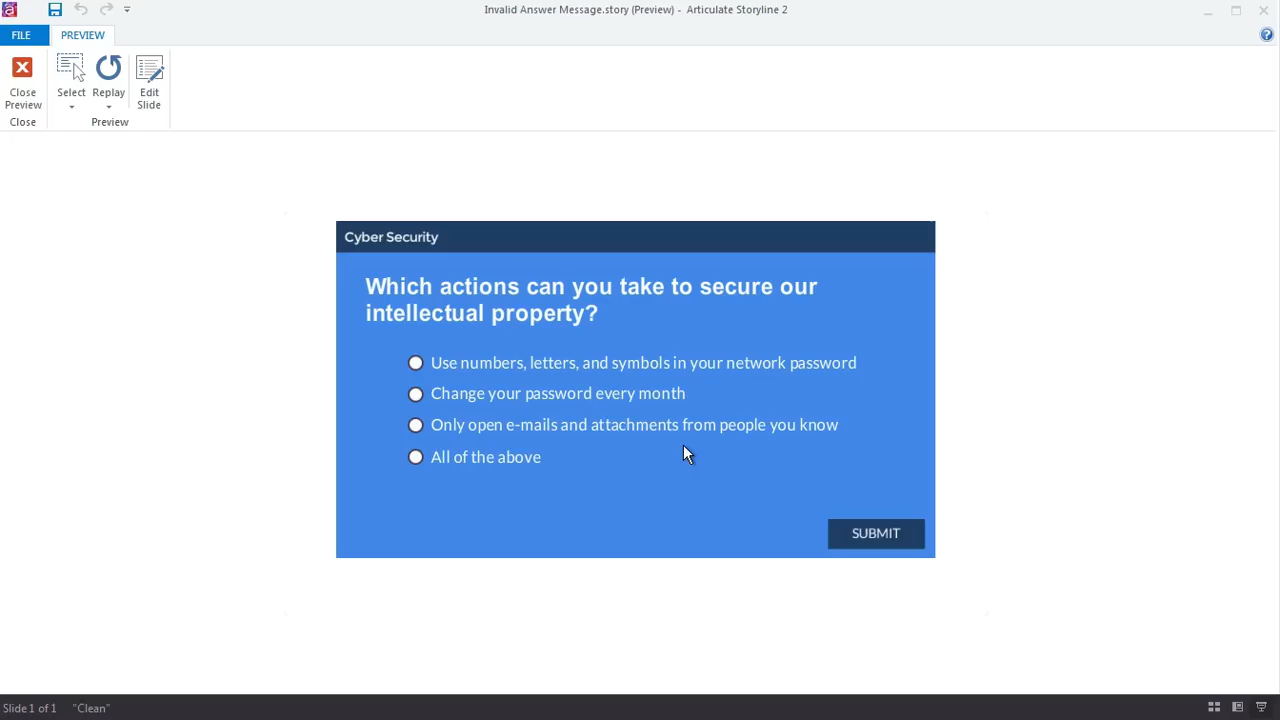 Invalid Answer Message.story (Preview) - Articulate Storyline 2
FILE
PREVIEW
Close Preview
Select
Replay
Edit Slide
Close
Preview
Cyber Security
Which actions can you take to secure our
intellectual property?
Use numbers, letters, and symbols in your network password
Change your password every month
Only open e-mails and attachments from people you know
All of the above
SUBMIT
Slide 1 of 1
"Clean"